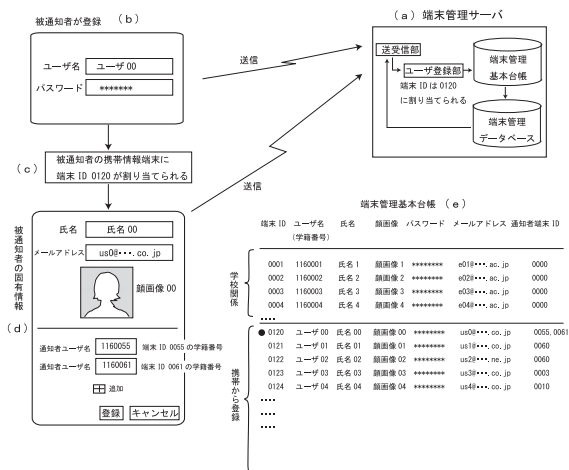 被通知者が登録 (b)
ユーザ名 ユーザ00
パスワード *******
送信
(a) 端末管理サーバ
送受信部
ユーザ登録部
端末IDは0120
に割り当てられる
端末管理
基本台帳
端末管理
データベース
(c)
被通知者の携帯情報端末に
端末ID 0120が割り当てられる
送信
被通知者の固有情報
(d)
氏名 氏名00
メールアドレス us0@•••.co.jp
顔画像00
通知者ユーザ名 1160055 端末ID 0055の学籍番号
通知者ユーザ名 1160061 端末ID 0061の学籍番号
追加
登録 キャンセル
端末管理基本台帳 (e)
端末ID ユーザ名 氏名 顔画像 パスワード メールアドレス 通知者端末ID
(学籍番号)
学校関係
0001 1160001 氏名1 顔画像1 ******** e01@•••.ac.jp 0000
0002 1160002 氏名2 顔画像2 ******** e02@•••.ac.jp 0000
0003 1160003 氏名3 顔画像3 ******** e03@•••.ac.jp 0000
0004 1160004 氏名4 顔画像4 ******** e04@•••.ac.jp 0000
••••
携帯から登録
●0120 ユーザ00 氏名00 顔画像00 ******** us0@•••.co.jp 0055,0061
0121 ユーザ01 氏名01 顔画像01 ******** us1@•••.co.jp 0060
0122 ユーザ02 氏名02 顔画像02 ******** us2@•••.ne.jp 0060
0123 ユーザ03 氏名03 顔画像03 ******** us3@•••.co.jp 0003
0124 ユーザ04 氏名04 顔画像04 ******** us4@•••.co.jp 0010
••••
••••
••••